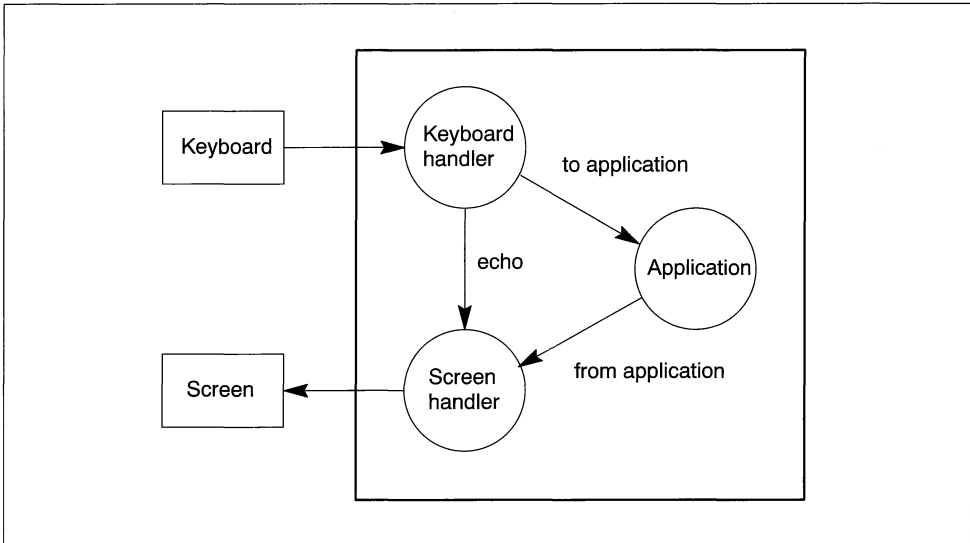 Keyboard
Keyboard
handler
to application
echo
Application
Screen
Screen
handler
from application